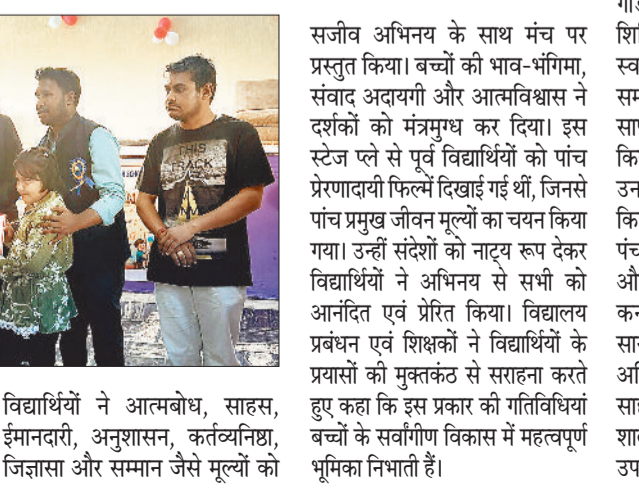 THIS
TRACK
विद्यार्थियों ने आत्मबोध, साहस,
ईमानदारी, अनुशासन, कर्तव्यनिष्ठा,
जिज्ञासा और सम्मान जैसे मूल्यों को
सजीव अभिनय के साथ मंच पर
प्रस्तुत किया। बच्चों की भाव-भंगिमा,
संवाद अदायगी और आत्मविश्वास ने
दर्शकों को मंत्रमुग्ध कर दिया। इस
स्टेज प्ले से पूर्व विद्यार्थियों को पांच
प्रेरणादायी फिल्में दिखाई गई थीं, जिनसे
पांच प्रमुख जीवन मूल्यों का चयन किया
गया। उन्हीं संदेशों को नाट्य रूप देकर
विद्यार्थियों ने अभिनय से सभी को
आनंदित एवं प्रेरित किया। विद्यालय
प्रबंधन एवं शिक्षकों ने विद्यार्थियों के
प्रयासों की मुक्तकंठ से सराहना करते
हुए कहा कि इस प्रकार की गतिविधियां
बच्चों के सर्वांगीण विकास में महत्वपूर्ण
भूमिका निभाती हैं।